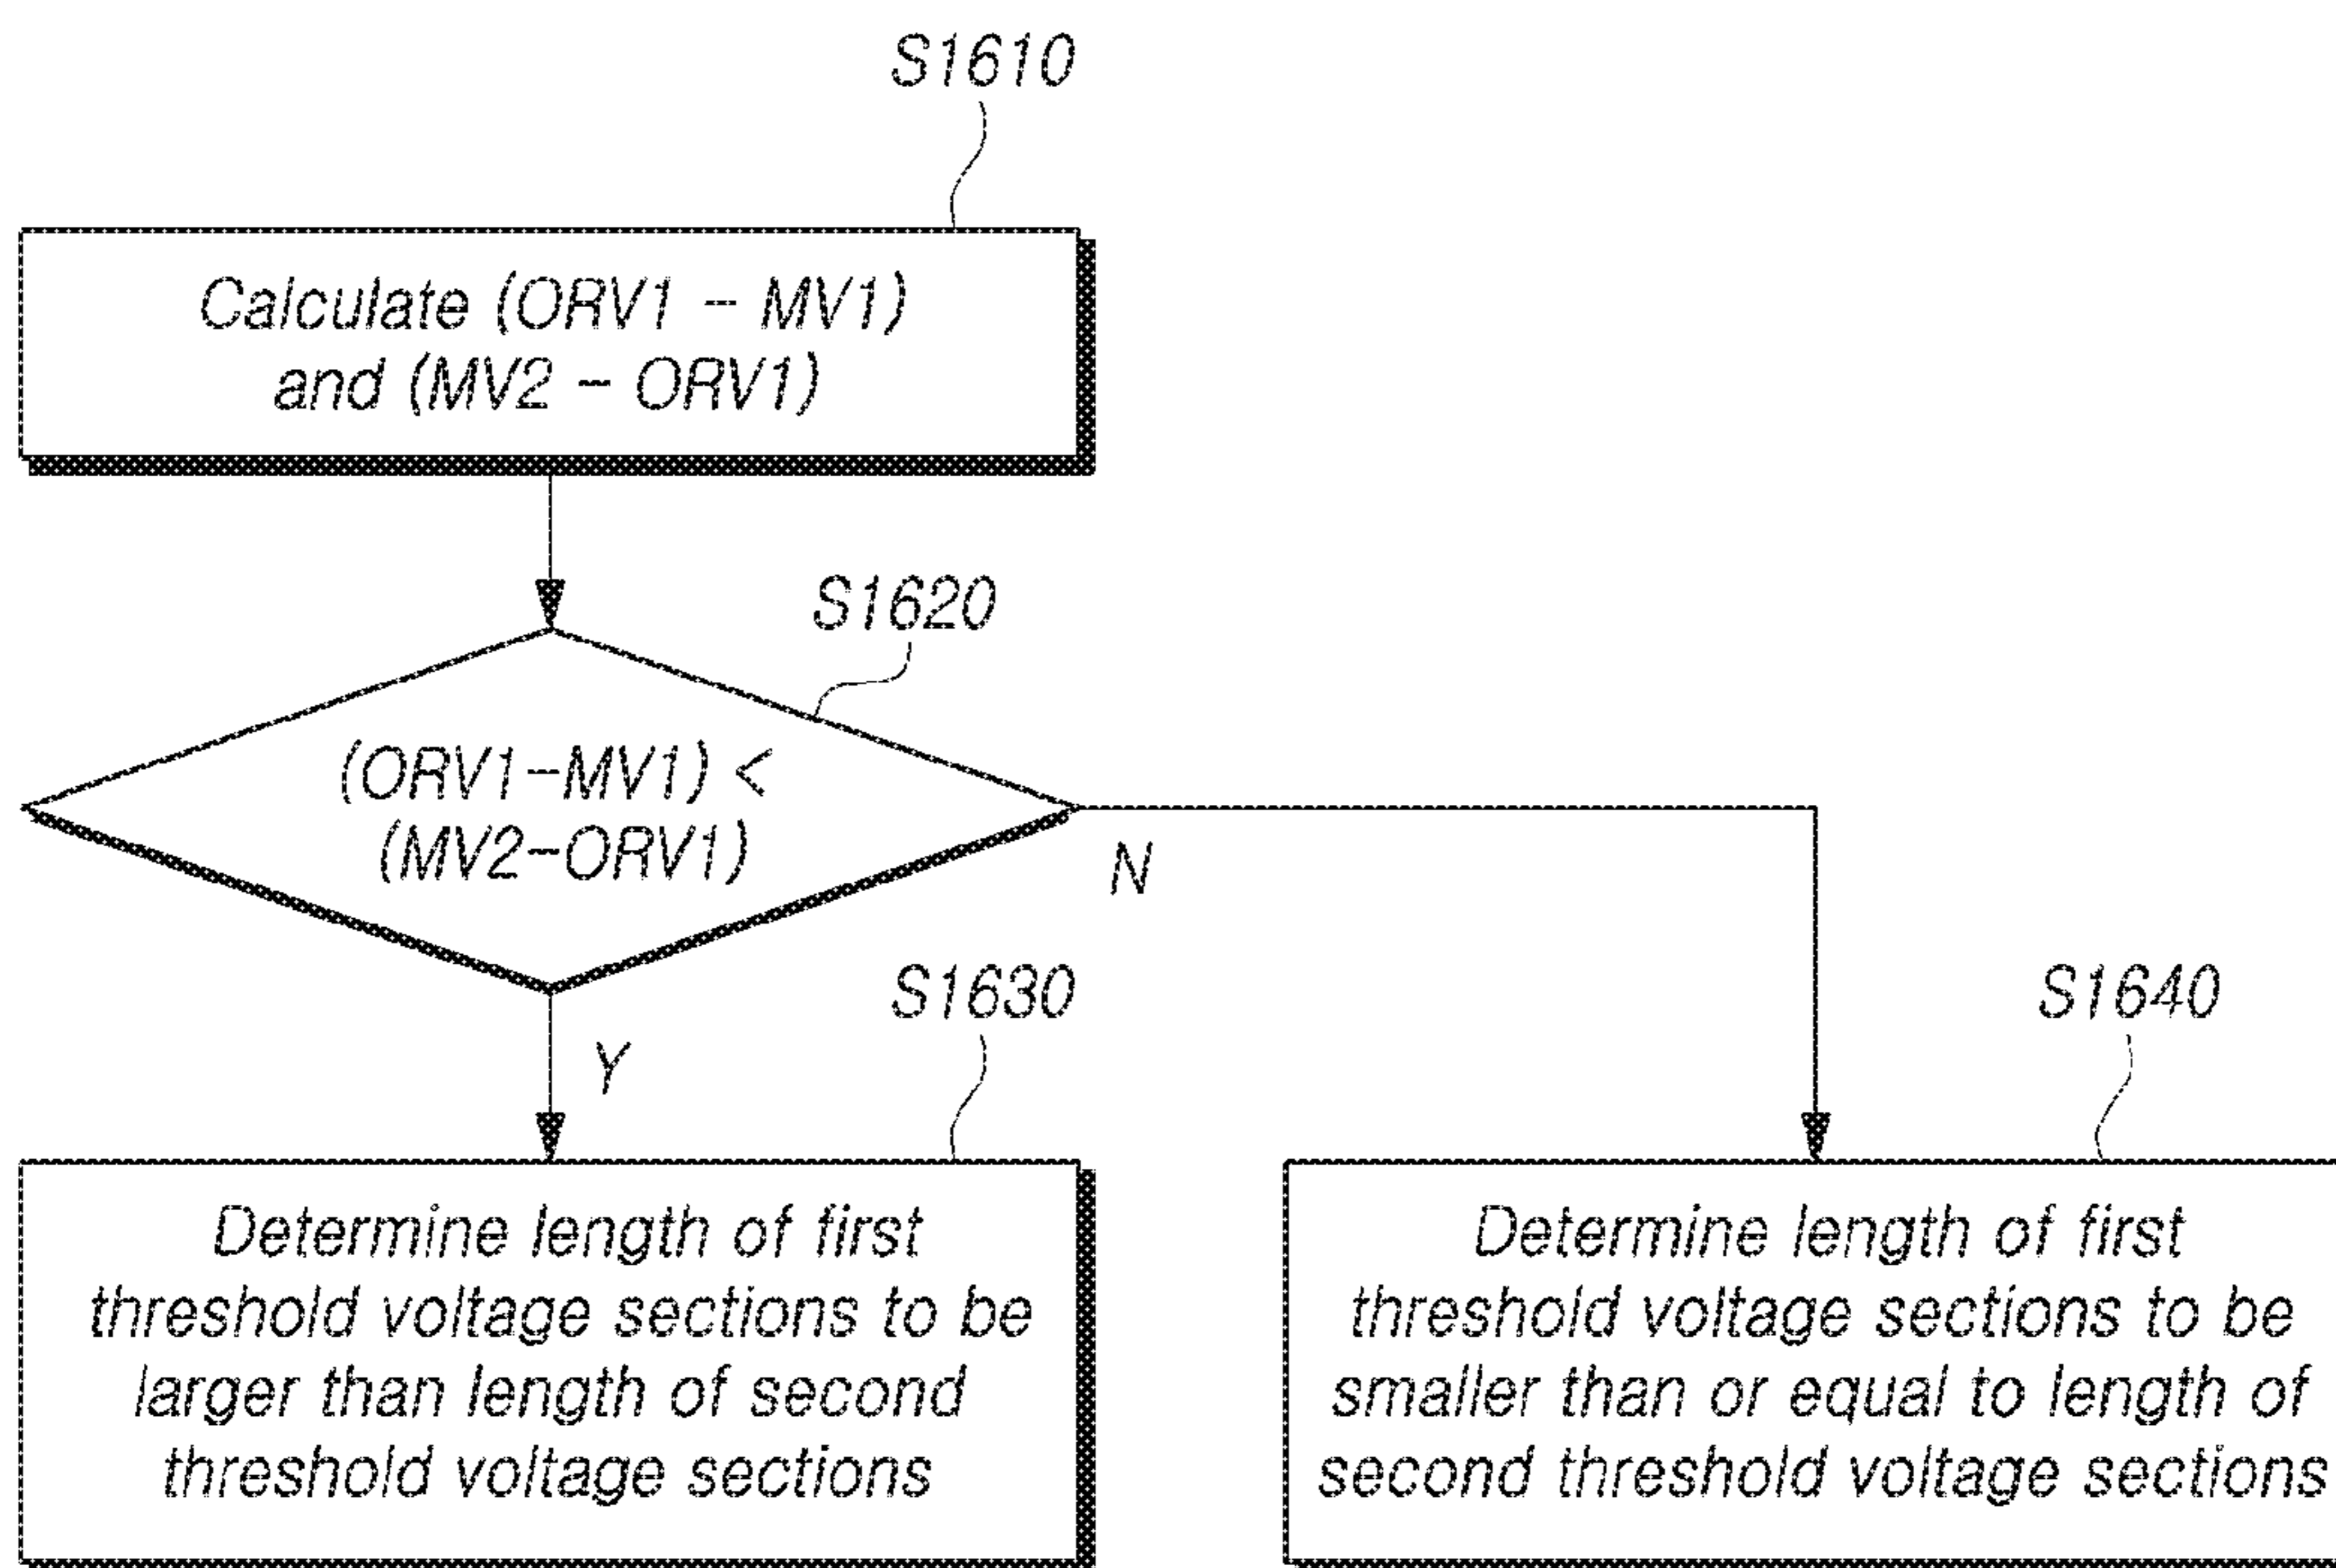 S1610
Calculate (ORV1 - MV1)
and (MV2 - ORV1)
S1620
(ORV1-MV1) <
(MV2-ORV1)
N
Y
S1630
Determine length of first
threshold voltage sections to be
larger than length of second
threshold voltage sections
S1640
Determine length of first
threshold voltage sections to be
smaller than or equal to length of
second threshold voltage sections